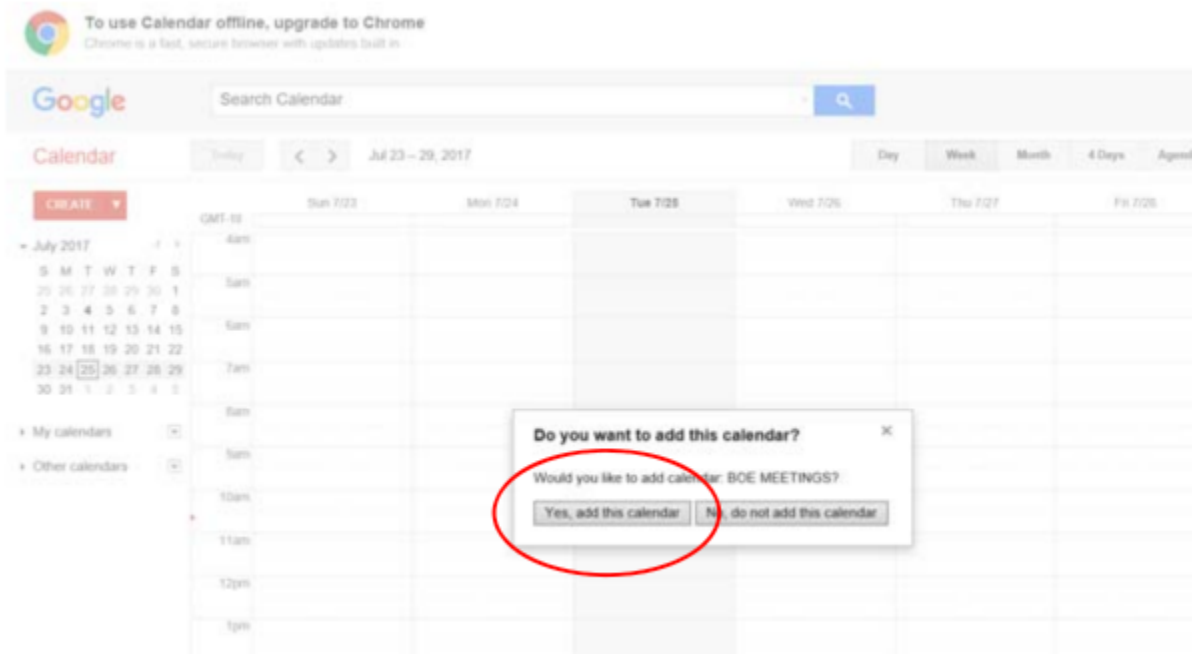 To use Calendar offline, upgrade to Chrome
Chrome is a fast, secure browser with updates built in
Google
Search Calendar
Calendar
Today < > Jul 23 – 29, 2017 Day Week Month 4 Days Agend
CREATE
Sun 7/23 Mon 7/24 Tue 7/25 Wed 7/26 Thu 7/27 Fri 7/28
GMT-10
July 2017
S M T W T F S
25 26 27 28 29 30 1
2 3 4 5 6 7 8
9 10 11 12 13 14 15
16 17 18 19 20 21 22
23 24 25 26 27 28 29
30 31 1 2 3 4 5
My calendars
Other calendars
4am
5am
6am
7am
8am
9am
10am
11am
12pm
1pm
Do you want to add this calendar? ×
Would you like to add calendar: BOE MEETINGS?
Yes, add this calendar No, do not add this calendar